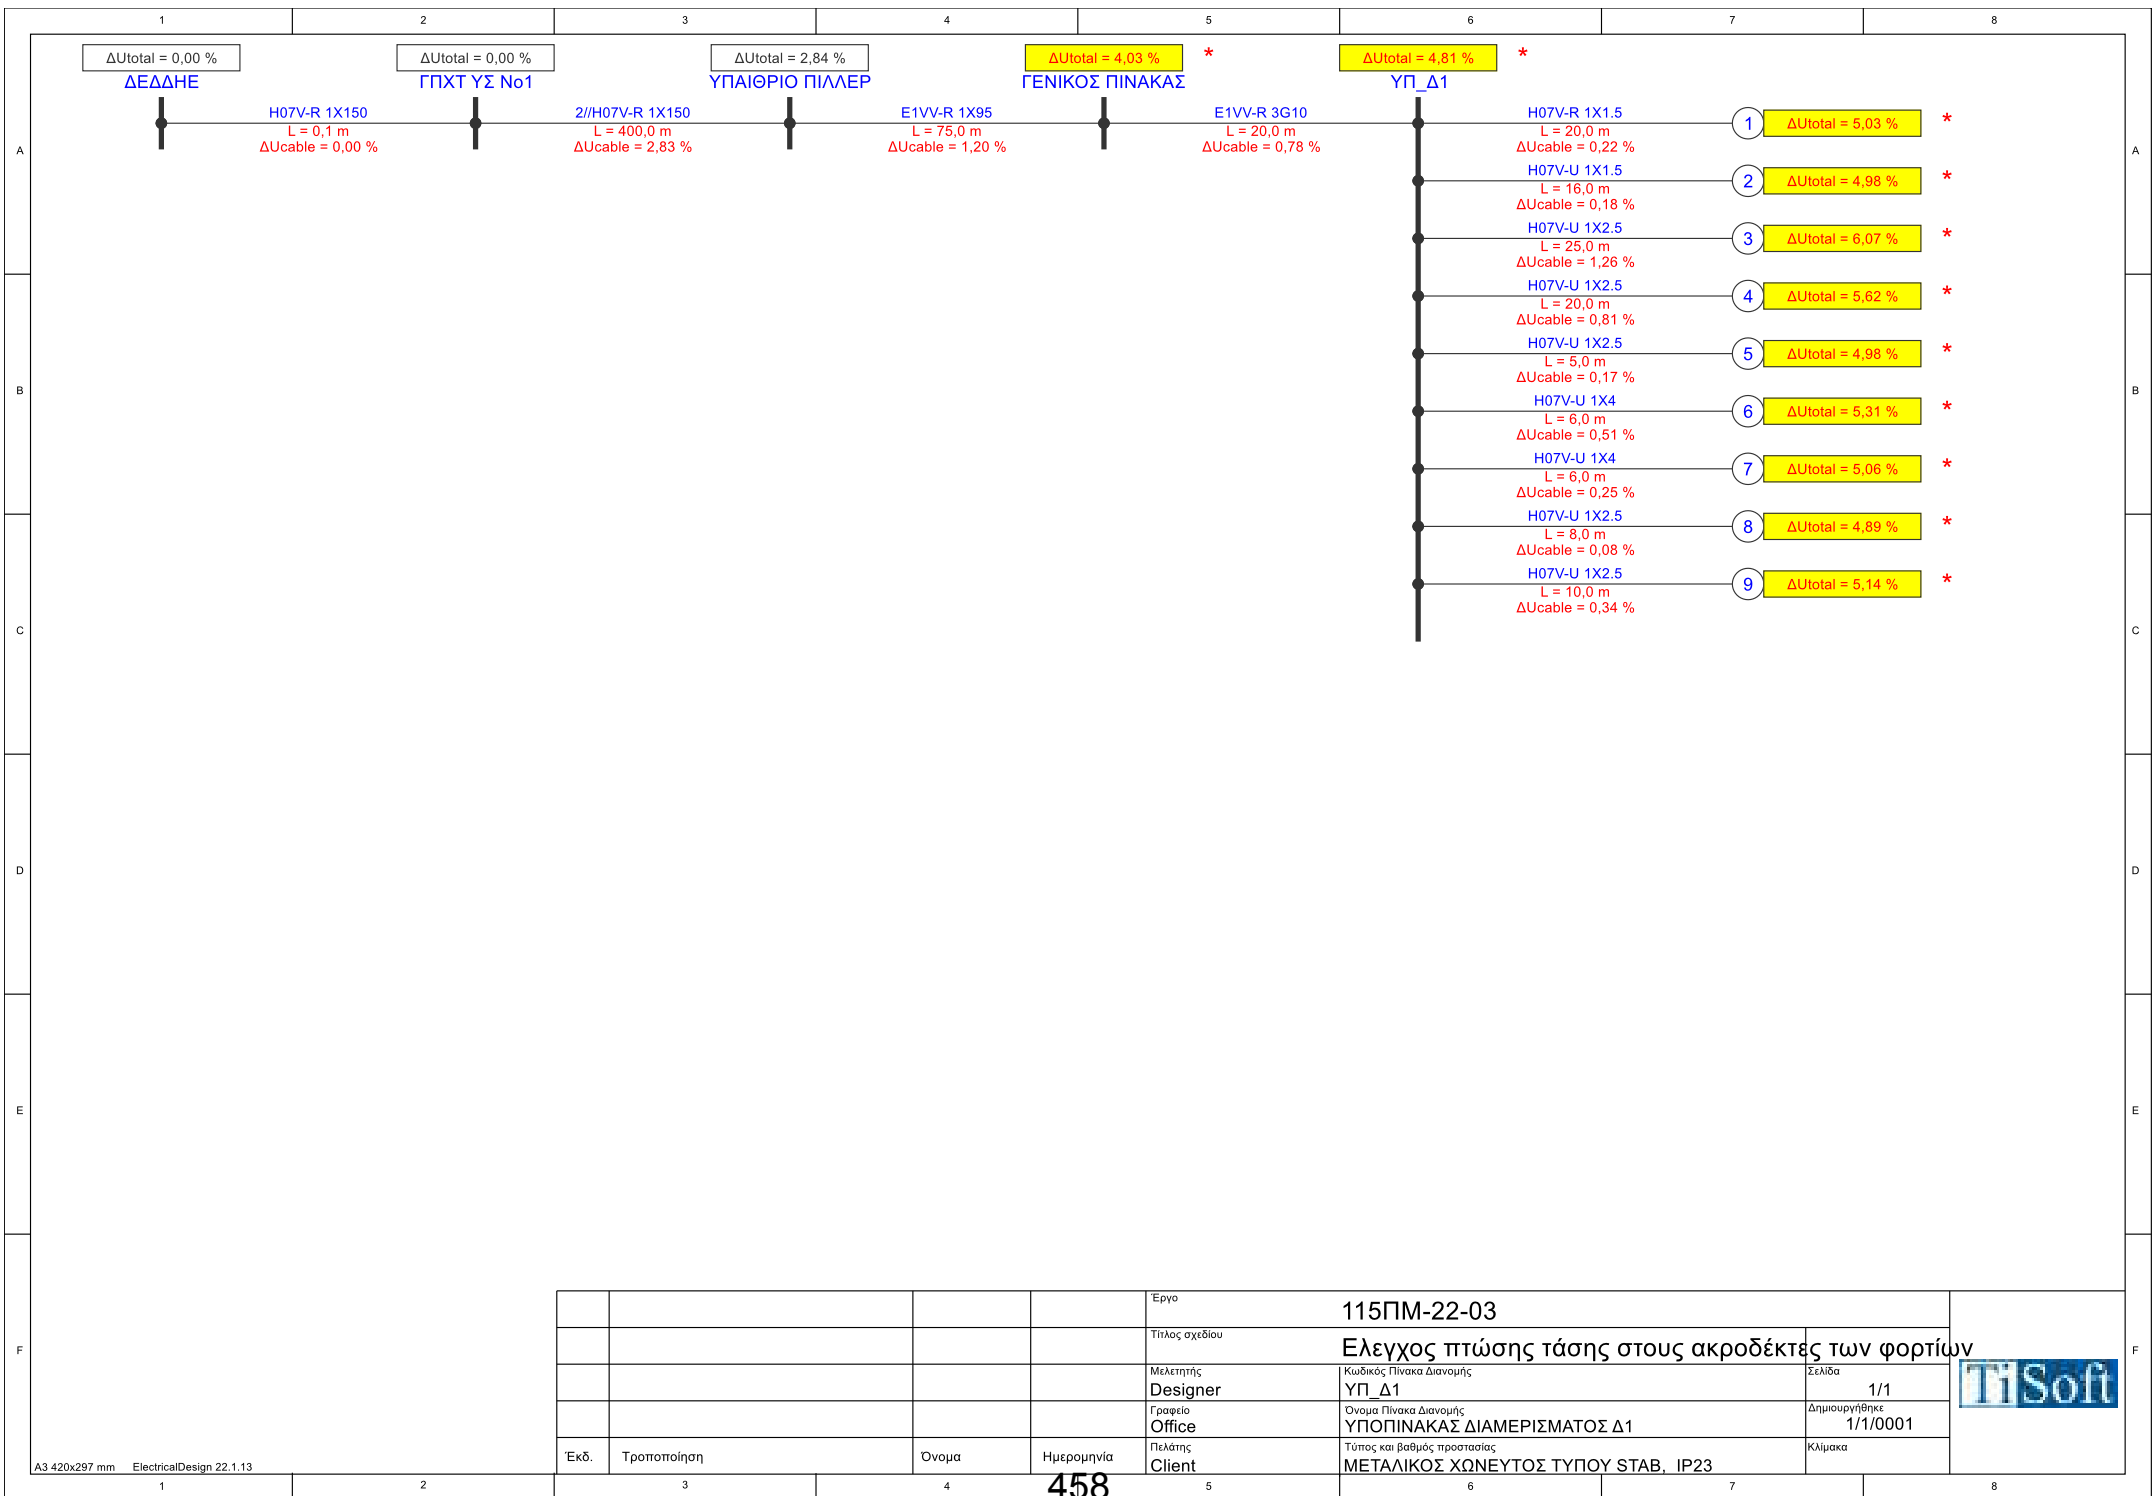 1 2 3 4 5 6 7 8
ΔUtotal = 0,00 % ΔUtotal = 0,00 % ΔUtotal = 2,84 % ΔUtotal = 4,03 % * ΔUtotal = 4,81 % *
ΔΕΔΔΗΕ ΓΠΧΤ ΥΣ Νο1 ΥΠΑΙΘΡΙΟ ΠΙΛΛΕΡ ΓΕΝΙΚΟΣ ΠΙΝΑΚΑΣ ΥΠ_Δ1
H07V-R 1X150 2//H07V-R 1X150 E1VV-R 1X95 E1VV-R 3G10 H07V-R 1X1.5
L = 0,1 m L = 400,0 m L = 75,0 m L = 20,0 m L = 20,0 m 1 ΔUtotal = 5,03 % *
ΔUcable = 0,00 % ΔUcable = 2,83 % ΔUcable = 1,20 % ΔUcable = 0,78 % ΔUcable = 0,22 %
A A
H07V-U 1X1.5
L = 16,0 m 2 ΔUtotal = 4,98 % *
ΔUcable = 0,18 %
H07V-U 1X2.5
L = 25,0 m 3 ΔUtotal = 6,07 % *
ΔUcable = 1,26 %
H07V-U 1X2.5
L = 20,0 m 4 ΔUtotal = 5,62 % *
ΔUcable = 0,81 %
H07V-U 1X2.5
L = 5,0 m 5 ΔUtotal = 4,98 % *
ΔUcable = 0,17 %
B B
H07V-U 1X4
L = 6,0 m 6 ΔUtotal = 5,31 % *
ΔUcable = 0,51 %
H07V-U 1X4
L = 6,0 m 7 ΔUtotal = 5,06 % *
ΔUcable = 0,25 %
H07V-U 1X2.5
L = 8,0 m 8 ΔUtotal = 4,89 % *
ΔUcable = 0,08 %
H07V-U 1X2.5
L = 10,0 m 9 ΔUtotal = 5,14 % *
ΔUcable = 0,34 %
C C
D D
E E
F F
Έργο
115ΠΜ-22-03
Τίτλος σχεδίου
Ελεγχος πτώσης τάσης στους ακροδέκτες των φορτίων
Μελετητής Κωδικός Πίνακα Διανομής Σελίδα
Designer ΥΠ_Δ1 1/1
Γραφείο Όνομα Πίνακα Διανομής Δημιουργήθηκε
Office ΥΠΟΠΙΝΑΚΑΣ ΔΙΑΜΕΡΙΣΜΑΤΟΣ Δ1 1/1/0001
Πελάτης Τύπος και βαθμός προστασίας Κλίμακα
Client ΜΕΤΑΛΙΚΟΣ ΧΩΝΕΥΤΟΣ ΤΥΠΟΥ STAB, IP23
Έκδ. Τροποποίηση Όνομα Ημερομηνία
TiSoft
A3 420x297 mm ElectricalDesign 22.1.13
458
1 2 3 4 5 6 7 8